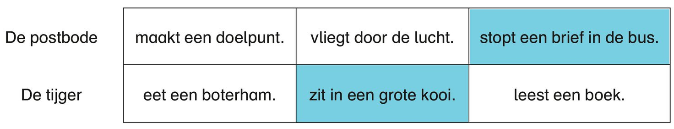 De postbode maakt een doelpunt. vliegt door de lucht. stopt een brief in de bus.
De tijger eet een boterham. zit in een grote kooi. leest een boek.